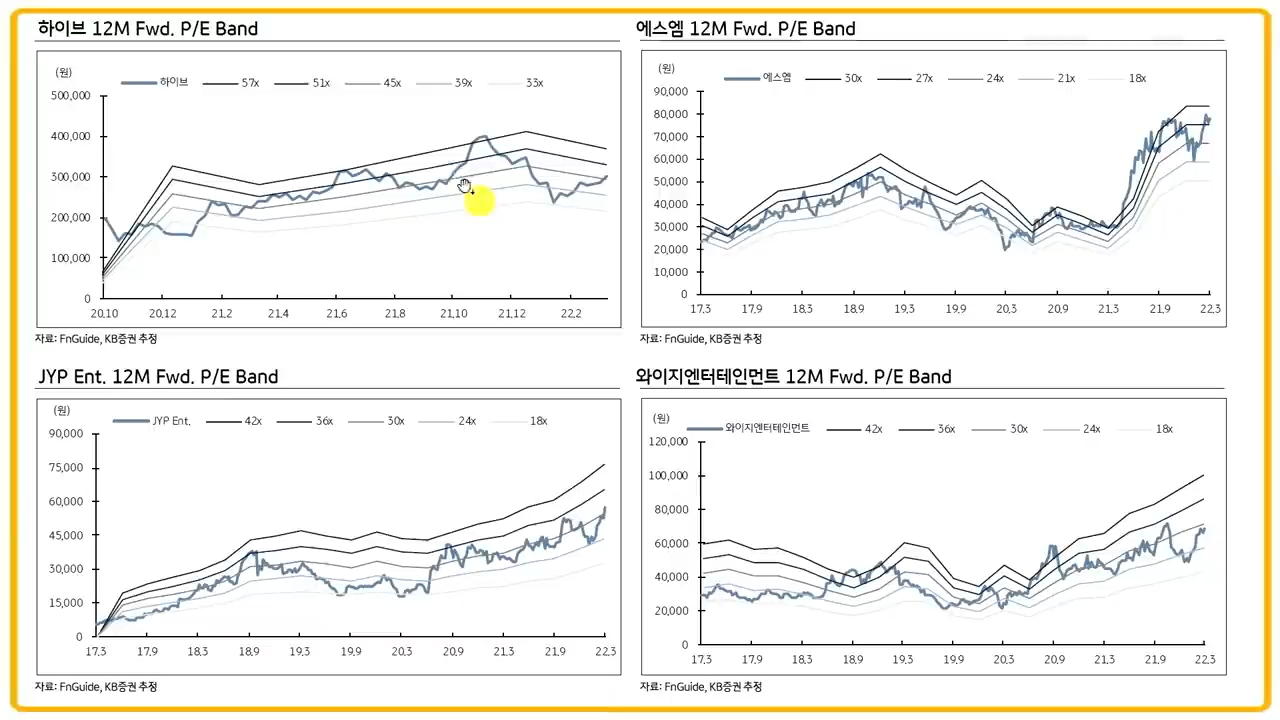 하이브 12M Fwd. P/E Band
(원)
하이브 57x 51x 45x 39x 33x
500,000
400,000
300,000
200,000
100,000
0
20.10 20.12 21.2 21.4 21.6 21.8 21.10 21.12 22.2
자료: FnGuide, KB증권 추정
에스엠 12M Fwd. P/E Band
(원)
에스엠 30x 27x 24x 21x 18x
90,000
80,000
70,000
60,000
50,000
40,000
30,000
20,000
10,000
0
17.3 17.9 18.3 18.9 19.3 19.9 20.3 20.9 21.3 21.9 22.3
자료: FnGuide, KB증권 추정
JYP Ent. 12M Fwd. P/E Band
(원)
JYP Ent. 42x 36x 30x 24x 18x
90,000
75,000
60,000
45,000
30,000
15,000
0
17.3 17.9 18.3 18.9 19.3 19.9 20.3 20.9 21.3 21.9 22.3
자료: FnGuide, KB증권 추정
와이지엔터테인먼트 12M Fwd. P/E Band
(원)
와이지엔터테인먼트 42x 36x 30x 24x 18x
120,000
100,000
80,000
60,000
40,000
20,000
0
17.3 17.9 18.3 18.9 19.3 19.9 20.3 20.9 21.3 21.9 22.3
자료: FnGuide, KB증권 추정